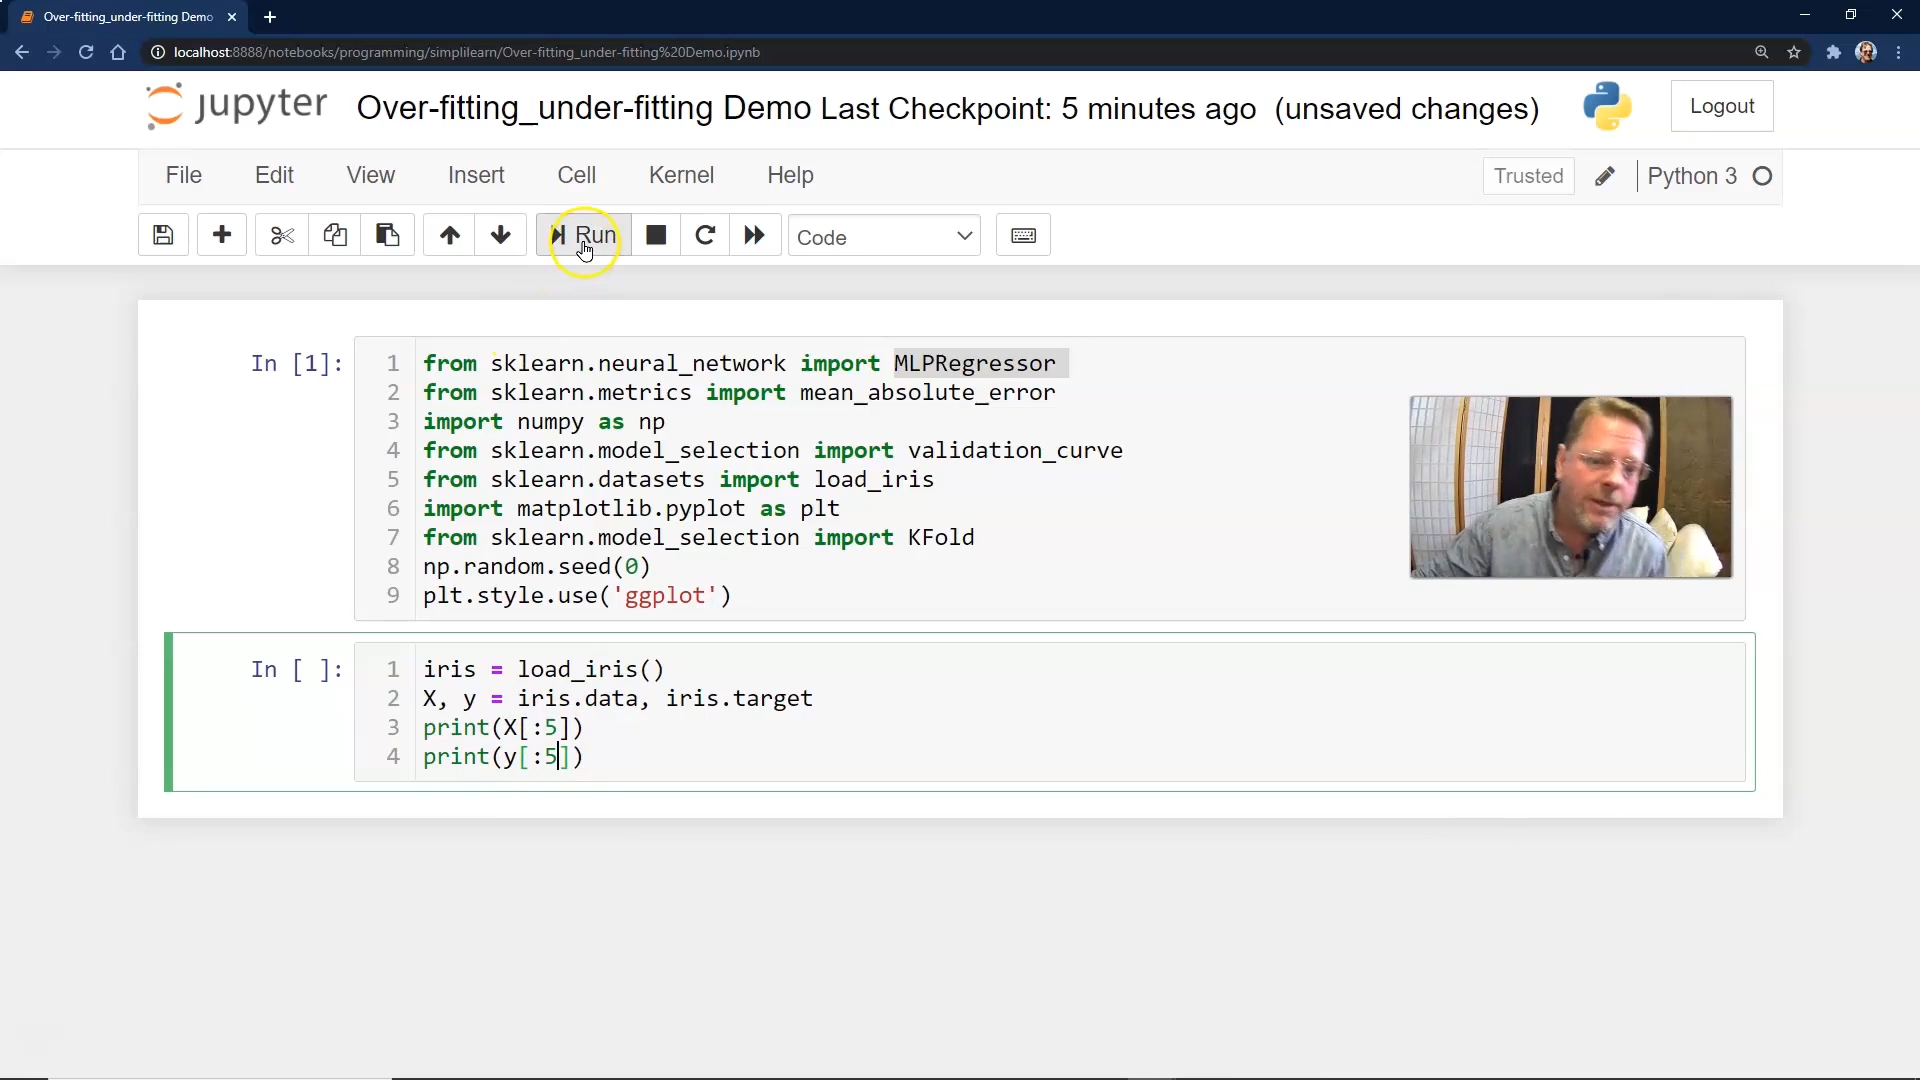 Over-fitting_under-fitting Demo
localhost:8888/notebooks/programming/simplilearn/Over-fitting_under-fitting%20Demo.ipynb
jupyter Over-fitting_under-fitting Demo Last Checkpoint: 5 minutes ago (unsaved changes) Logout
File Edit View Insert Cell Kernel Help Trusted Python 3
Run Code
In [1]:
1 from sklearn.neural_network import MLPRegressor
2 from sklearn.metrics import mean_absolute_error
3 import numpy as np
4 from sklearn.model_selection import validation_curve
5 from sklearn.datasets import load_iris
6 import matplotlib.pyplot as plt
7 from sklearn.model_selection import KFold
8 np.random.seed(0)
9 plt.style.use('ggplot')
In [ ]:
1 iris = load_iris()
2 X, y = iris.data, iris.target
3 print(X[:5])
4 print(y[:5])